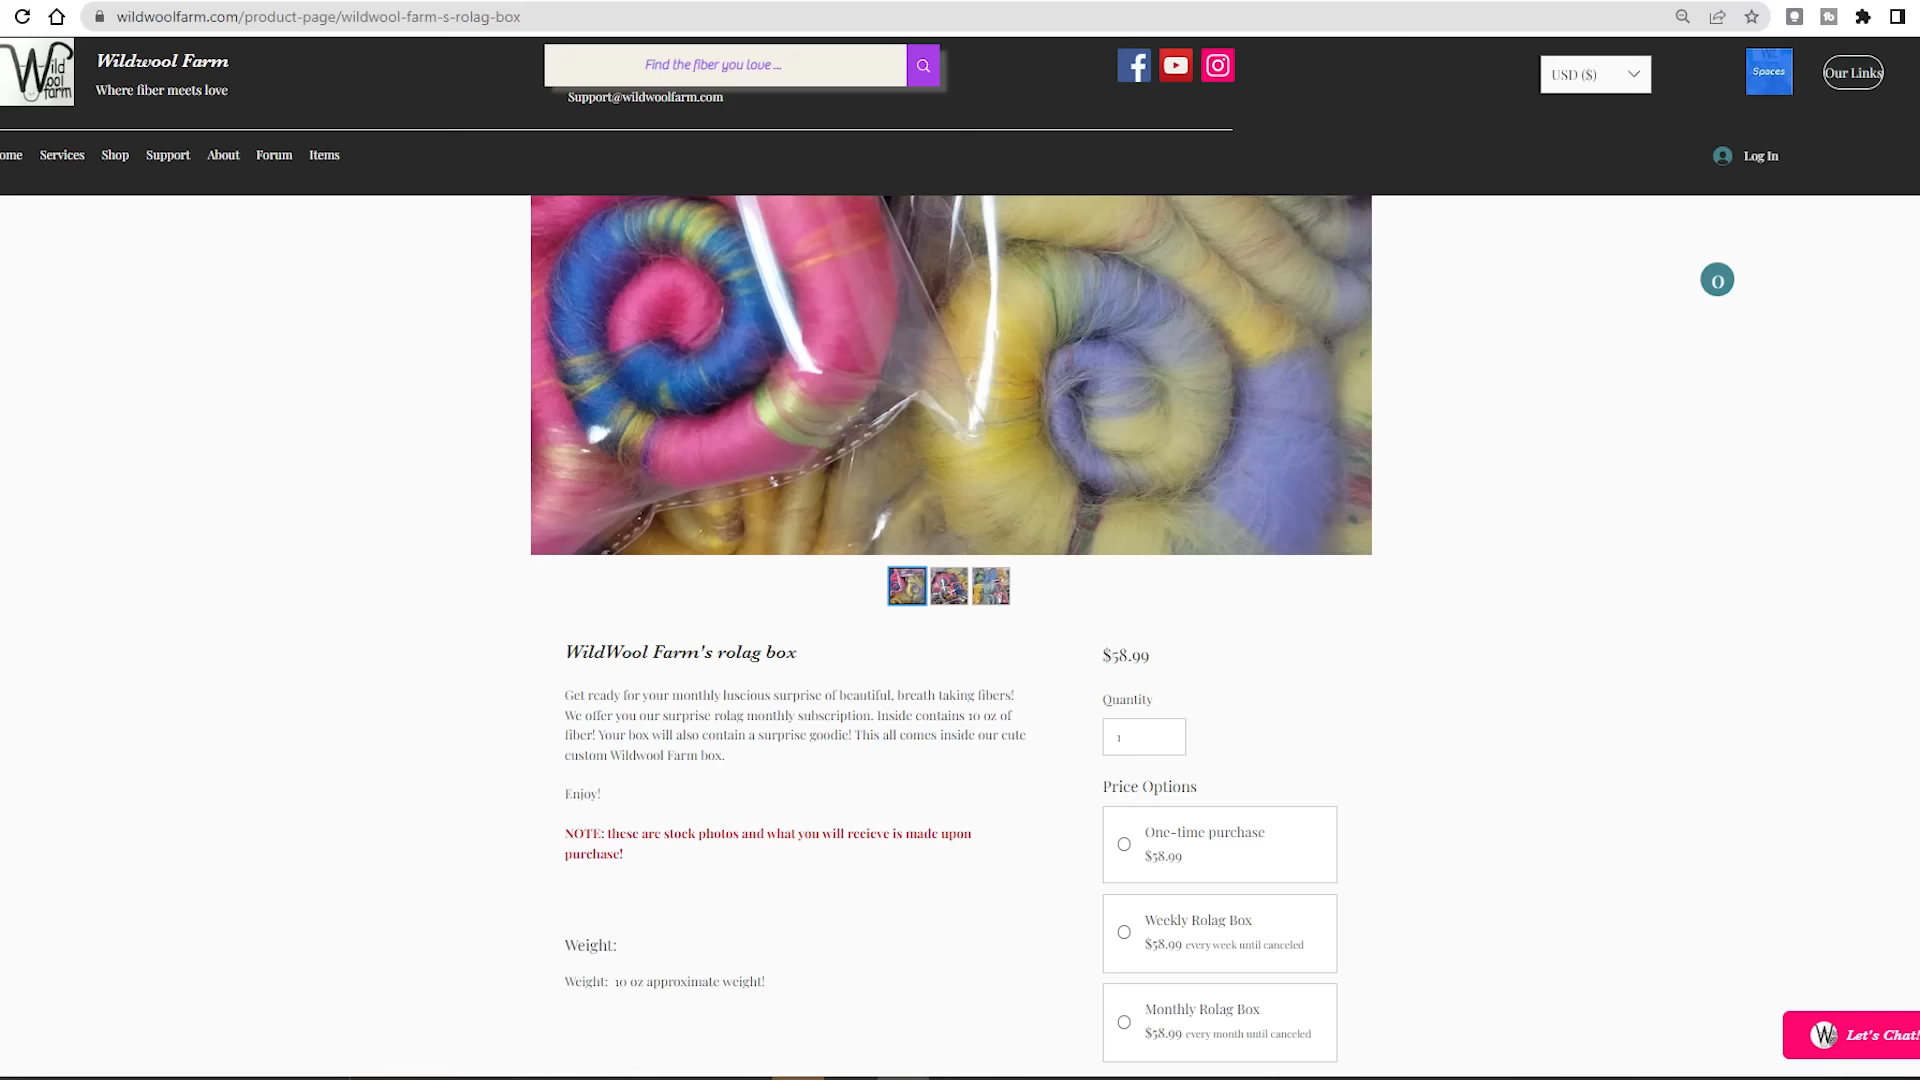 wildwoolfarm.com/product-page/wildwool-farm-s-rolag-box
Wild
Wool
farm
Wildwool Farm
Where fiber meets love
Find the fiber you love ...
Support@wildwoolfarm.com
USD ($)
Spaces
Our Links
ome Services Shop Support About Forum Items
Log In
0
WildWool Farm's rolag box
Get ready for your monthly luscious surprise of beautiful, breath taking fibers!
We offer you our surprise rolag monthly subscription. Inside contains 10 oz of
fiber! Your box will also contain a surprise goodie! This all comes inside our cute
custom Wildwool Farm box.
Enjoy!
NOTE: these are stock photos and what you will recieve is made upon
purchase!
Weight:
Weight: 10 oz approximate weight!
$58.99
Quantity
1
Price Options
One-time purchase
$58.99
Weekly Rolag Box
$58.99 every week until canceled
Monthly Rolag Box
$58.99 every month until canceled
Let's Chat!